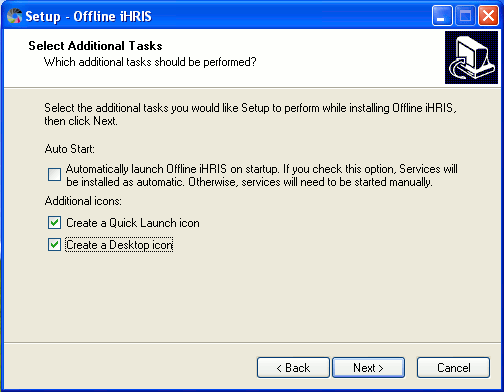 Setup - Offline iHRIS
Select Additional Tasks
Which additional tasks should be performed?
Select the additional tasks you would like Setup to perform while installing Offline iHRIS,
then click Next.
Auto Start:
Automatically launch Offline iHRIS on startup. If you check this option, Services will
be installed as automatic. Otherwise, services will need to be started manually.
Additional icons:
Create a Quick Launch icon
Create a Desktop icon
< Back
Next >
Cancel